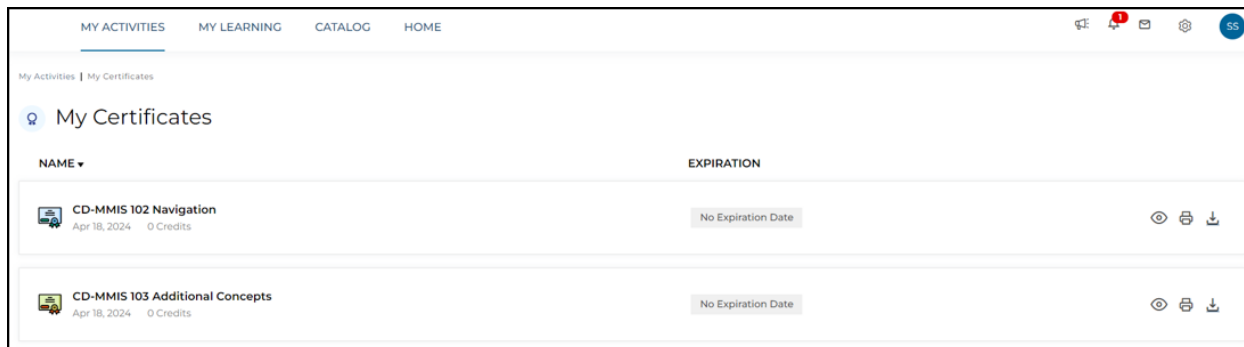 MY ACTIVITIES MY LEARNING CATALOG HOME 1 SS
My Activities | My Certificates
My Certificates
NAME EXPIRATION
CD-MMIS 102 Navigation
Apr 18, 2024 0 Credits
No Expiration Date
CD-MMIS 103 Additional Concepts
Apr 18, 2024 0 Credits
No Expiration Date